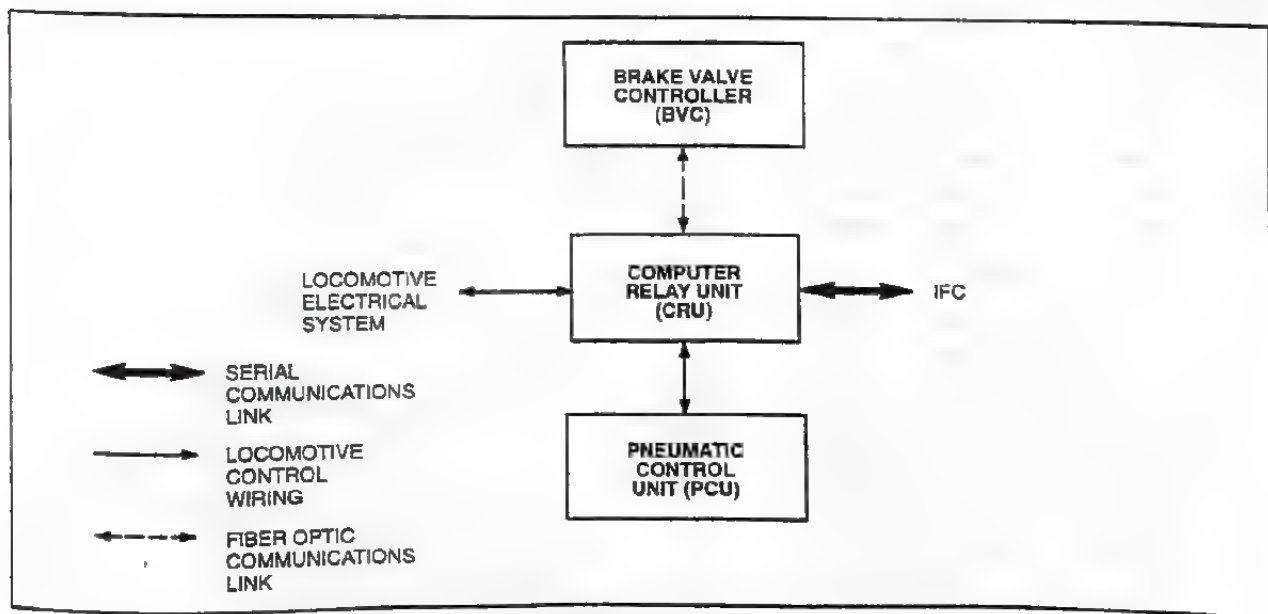 BRAKE VALVE
CONTROLLER
(BVC)
LOCOMOTIVE
ELECTRICAL
SYSTEM
COMPUTER
RELAY UNIT
(CRU)
IFC
SERIAL
COMMUNICATIONS
LINK
LOCOMOTIVE
CONTROL
WIRING
FIBER OPTIC
COMMUNICATIONS
LINK
PNEUMATIC
CONTROL
UNIT (PCU)